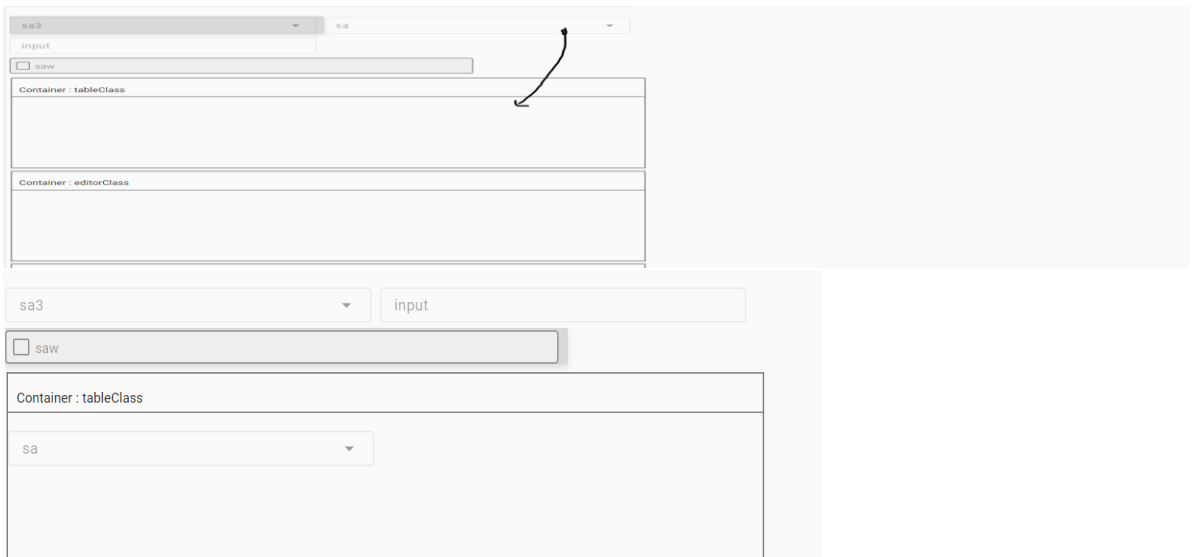 sa3 sa
input
saw
Container : tableClass
Container : editorClass
sa3 input
saw
Container : tableClass
sa